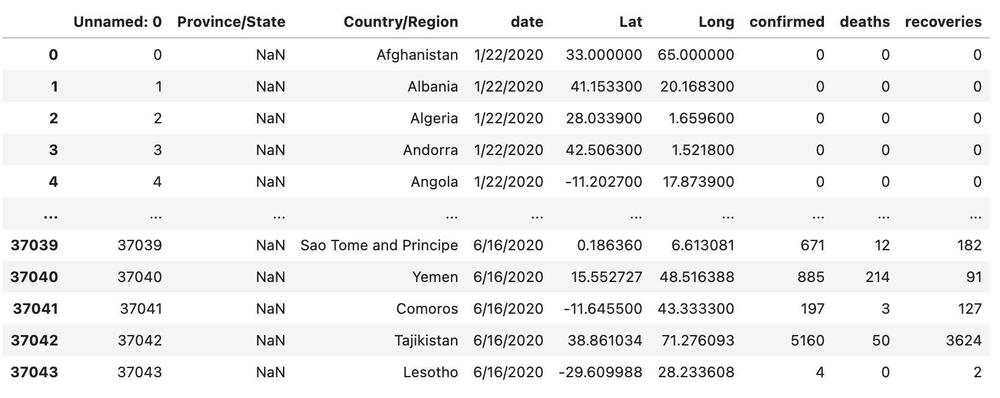 Unnamed: 0 Province/State Country/Region date Lat Long confirmed deaths recoveries
0 0 NaN Afghanistan 1/22/2020 33.000000 65.000000 0 0 0
1 1 NaN Albania 1/22/2020 41.153300 20.168300 0 0 0
2 2 NaN Algeria 1/22/2020 28.033900 1.659600 0 0 0
3 3 NaN Andorra 1/22/2020 42.506300 1.521800 0 0 0
4 4 NaN Angola 1/22/2020 -11.202700 17.873900 0 0 0
... ... ... ... ... ... ... ... ... ...
37039 37039 NaN Sao Tome and Principe 6/16/2020 0.186360 6.613081 671 12 182
37040 37040 NaN Yemen 6/16/2020 15.552727 48.516388 885 214 91
37041 37041 NaN Comoros 6/16/2020 -11.645500 43.333300 197 3 127
37042 37042 NaN Tajikistan 6/16/2020 38.861034 71.276093 5160 50 3624
37043 37043 NaN Lesotho 6/16/2020 -29.609988 28.233608 4 0 2